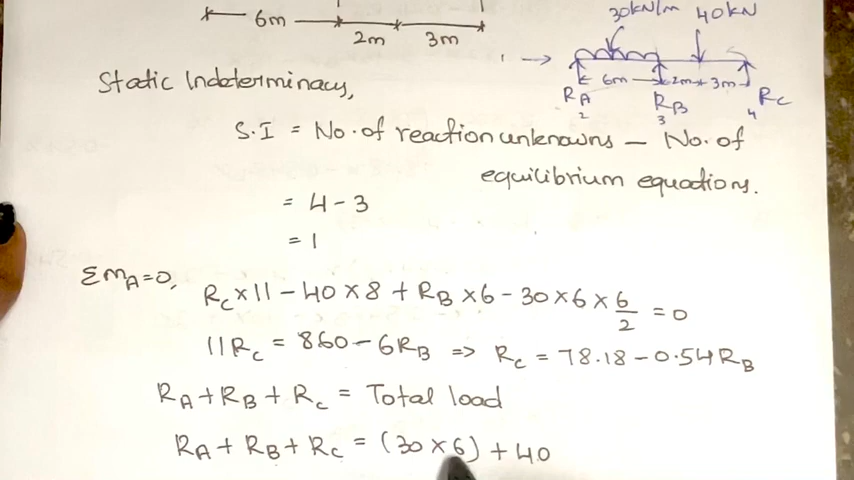 6m
2m
3m
30kN/m 40kN
1
6m 2m 3m
RA RB RC
2 3 4
Static Indeterminacy,
S.I = No. of reaction unknowns — No. of
equilibrium equations.
= 4 - 3
= 1
ΣmA=0,
Rc×11 - 40×8 + RB×6 - 30×6×6/2 = 0
11Rc = 860 - 6RB => Rc = 78.18 - 0.54RB
RA + RB + Rc = Total load
RA + RB + Rc = (30×6) + 40